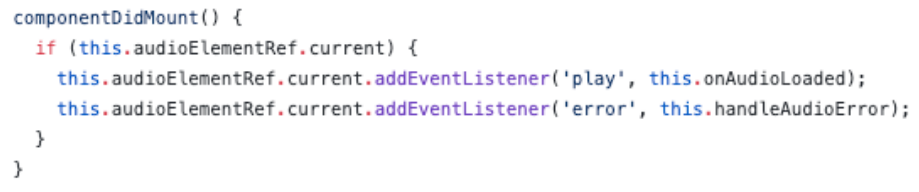 componentDidMount() {
  if (this.audioElementRef.current) {
    this.audioElementRef.current.addEventListener('play', this.onAudioLoaded);
    this.audioElementRef.current.addEventListener('error', this.handleAudioError);
  }
}